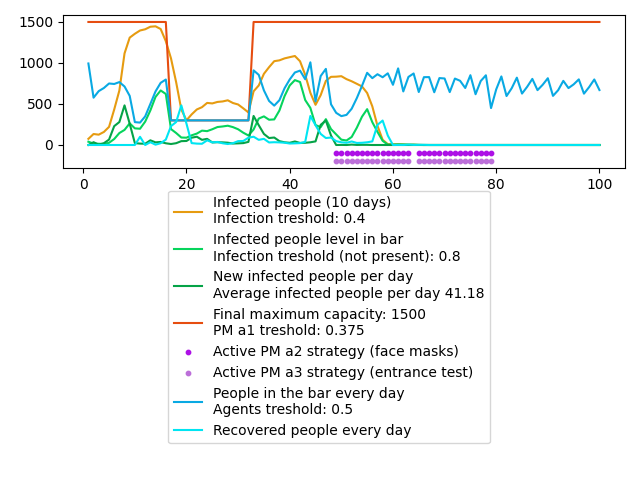 1500
1000
500
0
0 20 40 60 80 100
Infected people (10 days)
Infection treshold: 0.4
Infected people level in bar
Infection treshold (not present): 0.8
New infected people per day
Average infected people per day 41.18
Final maximum capacity: 1500
PM a1 treshold: 0.375
Active PM a2 strategy (face masks)
Active PM a3 strategy (entrance test)
People in the bar every day
Agents treshold: 0.5
Recovered people every day